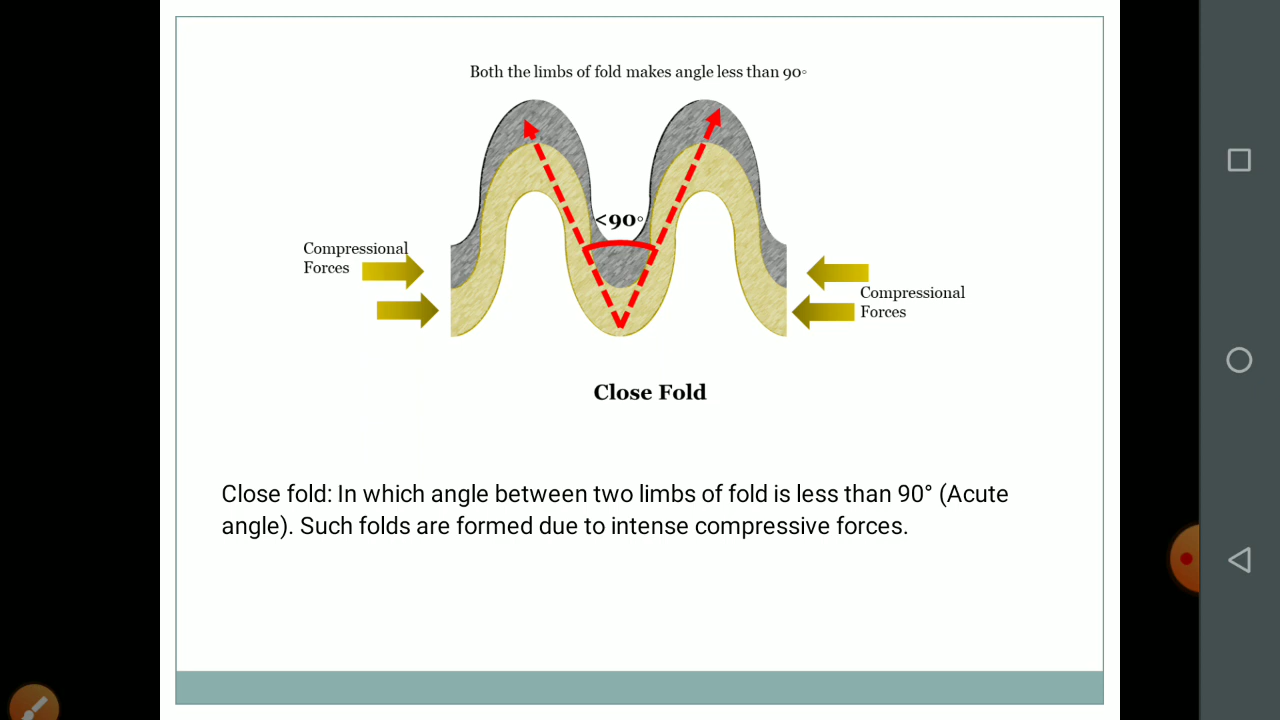 Both the limbs of fold makes angle less than 90◦
<90◦
Compressional
Forces
Compressional
Forces
Close Fold
Close fold: In which angle between two limbs of fold is less than 90° (Acute
angle). Such folds are formed due to intense compressive forces.